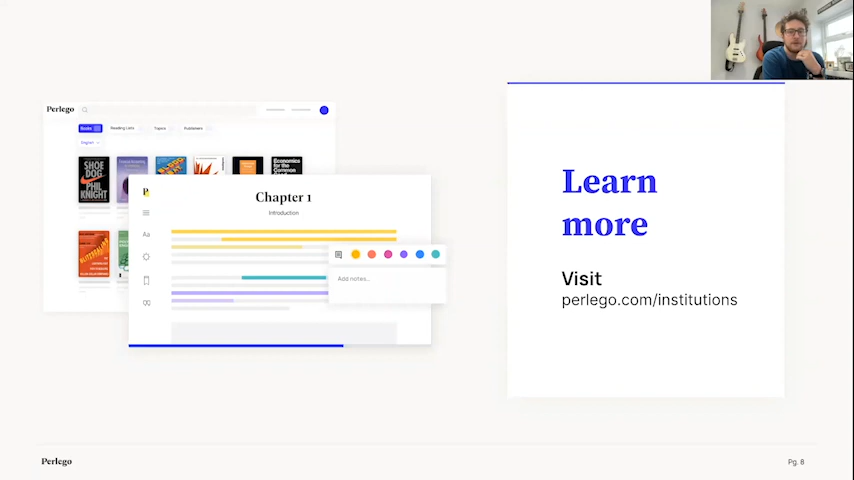 Perlego
Books
Reading Lists
Topics
Publishers
English
SHOE
DOG
PHIL
KNIGHT
Economics
for the
Common
P.
Chapter 1
Introduction
Aa
Add notes...
Learn
more
Visit
perlego.com/institutions
Perlego
Pg. 8